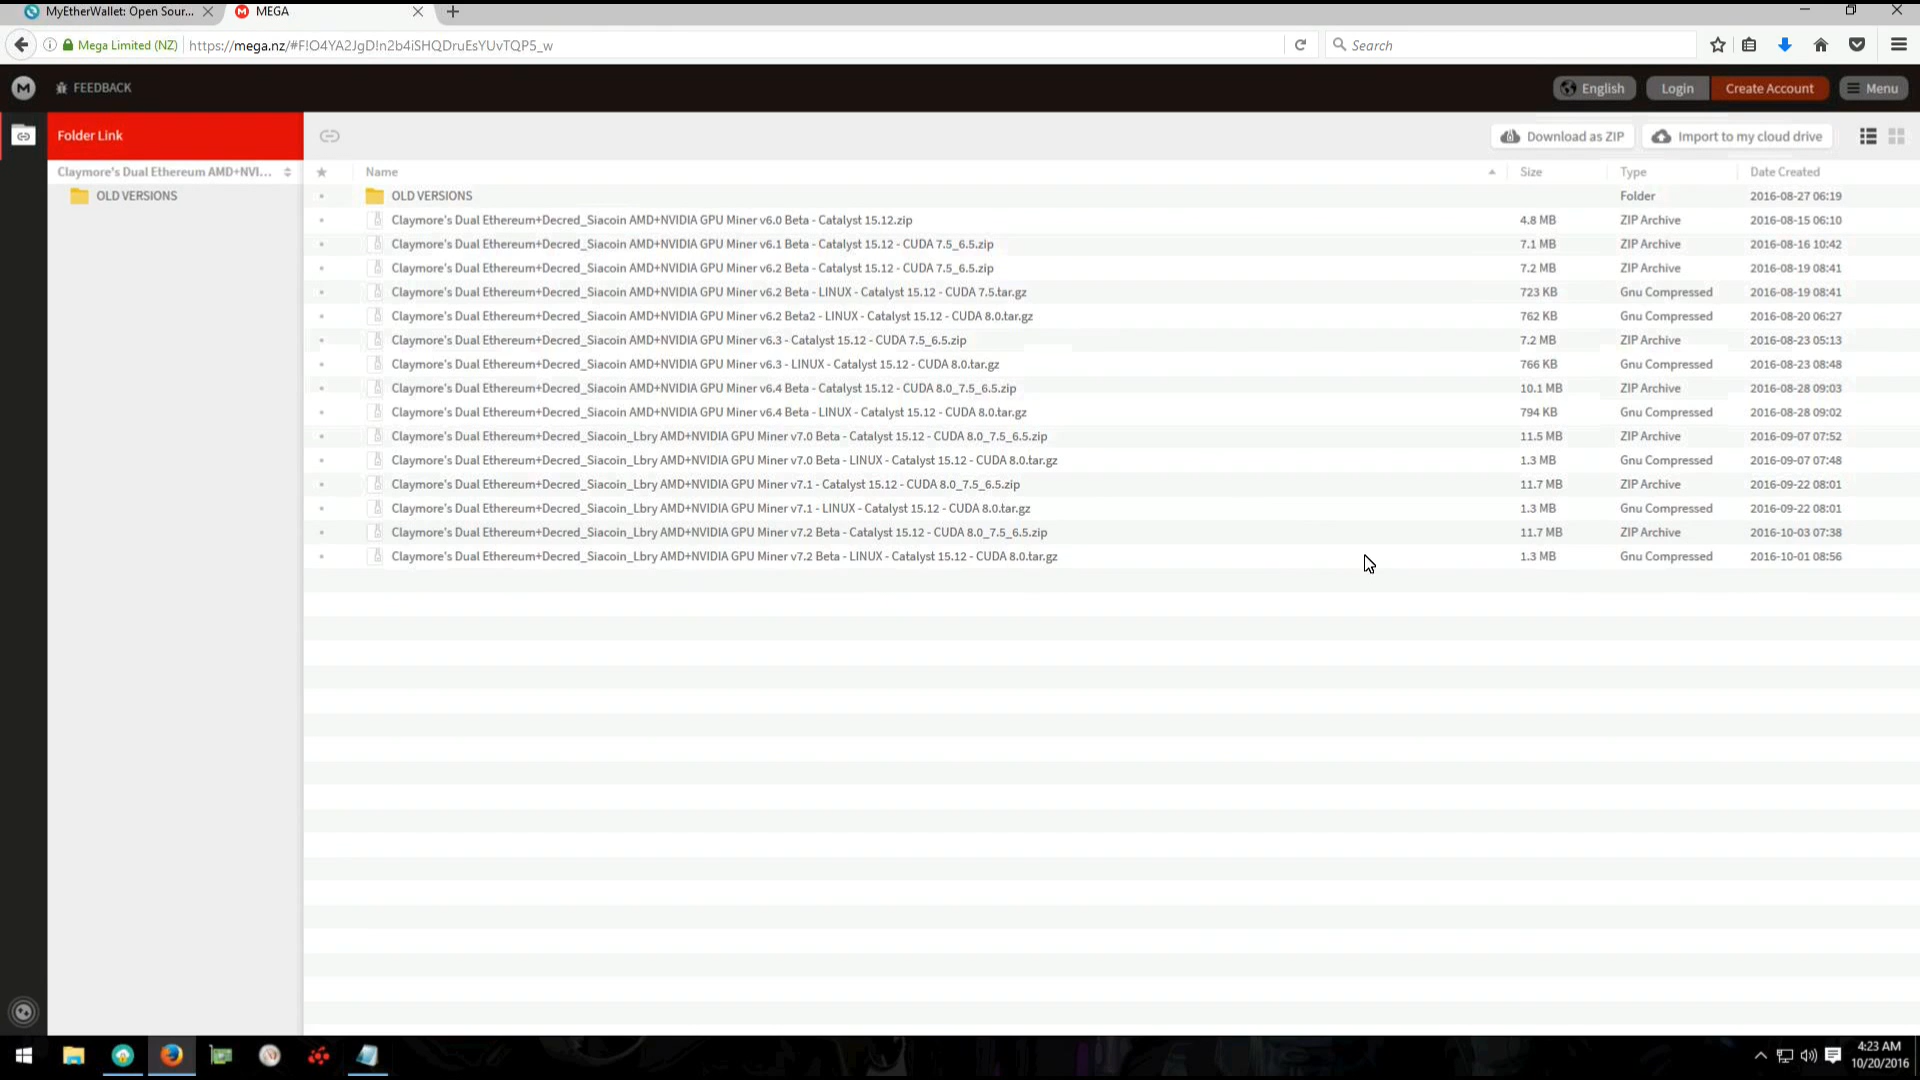 MyEtherWallet: Open Sour...
MEGA
Mega Limited (NZ)
https://mega.nz/#F!O4YA2JgD!n2b4iSHQDruEsYUvTQP5_w
Search
FEEDBACK
English
Login
Create Account
Menu
Folder Link
Download as ZIP
Import to my cloud drive
Claymore's Dual Ethereum AMD+NVI...
Name
Size
Type
Date Created
OLD VERSIONS
OLD VERSIONS Folder 2016-08-27 06:19
Claymore's Dual Ethereum+Decred_Siacoin AMD+NVIDIA GPU Miner v6.0 Beta - Catalyst 15.12.zip 4.8 MB ZIP Archive 2016-08-15 06:10
Claymore's Dual Ethereum+Decred_Siacoin AMD+NVIDIA GPU Miner v6.1 Beta - Catalyst 15.12 - CUDA 7.5_6.5.zip 7.1 MB ZIP Archive 2016-08-16 10:42
Claymore's Dual Ethereum+Decred_Siacoin AMD+NVIDIA GPU Miner v6.2 Beta - Catalyst 15.12 - CUDA 7.5_6.5.zip 7.2 MB ZIP Archive 2016-08-19 08:41
Claymore's Dual Ethereum+Decred_Siacoin AMD+NVIDIA GPU Miner v6.2 Beta - LINUX - Catalyst 15.12 - CUDA 7.5.tar.gz 723 KB Gnu Compressed 2016-08-19 08:41
Claymore's Dual Ethereum+Decred_Siacoin AMD+NVIDIA GPU Miner v6.2 Beta2 - LINUX - Catalyst 15.12 - CUDA 8.0.tar.gz 762 KB Gnu Compressed 2016-08-20 06:27
Claymore's Dual Ethereum+Decred_Siacoin AMD+NVIDIA GPU Miner v6.3 - Catalyst 15.12 - CUDA 7.5_6.5.zip 7.2 MB ZIP Archive 2016-08-23 05:13
Claymore's Dual Ethereum+Decred_Siacoin AMD+NVIDIA GPU Miner v6.3 - LINUX - Catalyst 15.12 - CUDA 8.0.tar.gz 766 KB Gnu Compressed 2016-08-23 08:48
Claymore's Dual Ethereum+Decred_Siacoin AMD+NVIDIA GPU Miner v6.4 Beta - Catalyst 15.12 - CUDA 8.0_7.5_6.5.zip 10.1 MB ZIP Archive 2016-08-28 09:03
Claymore's Dual Ethereum+Decred_Siacoin AMD+NVIDIA GPU Miner v6.4 Beta - LINUX - Catalyst 15.12 - CUDA 8.0.tar.gz 794 KB Gnu Compressed 2016-08-28 09:02
Claymore's Dual Ethereum+Decred_Siacoin_Lbry AMD+NVIDIA GPU Miner v7.0 Beta - Catalyst 15.12 - CUDA 8.0_7.5_6.5.zip 11.5 MB ZIP Archive 2016-09-07 07:52
Claymore's Dual Ethereum+Decred_Siacoin_Lbry AMD+NVIDIA GPU Miner v7.0 Beta - LINUX - Catalyst 15.12 - CUDA 8.0.tar.gz 1.3 MB Gnu Compressed 2016-09-07 07:48
Claymore's Dual Ethereum+Decred_Siacoin_Lbry AMD+NVIDIA GPU Miner v7.1 - Catalyst 15.12 - CUDA 8.0_7.5_6.5.zip 11.7 MB ZIP Archive 2016-09-22 08:01
Claymore's Dual Ethereum+Decred_Siacoin_Lbry AMD+NVIDIA GPU Miner v7.1 - LINUX - Catalyst 15.12 - CUDA 8.0.tar.gz 1.3 MB Gnu Compressed 2016-09-22 08:01
Claymore's Dual Ethereum+Decred_Siacoin_Lbry AMD+NVIDIA GPU Miner v7.2 Beta - Catalyst 15.12 - CUDA 8.0_7.5_6.5.zip 11.7 MB ZIP Archive 2016-10-03 07:38
Claymore's Dual Ethereum+Decred_Siacoin_Lbry AMD+NVIDIA GPU Miner v7.2 Beta - LINUX - Catalyst 15.12 - CUDA 8.0.tar.gz 1.3 MB Gnu Compressed 2016-10-01 08:56
4:23 AM
10/20/2016